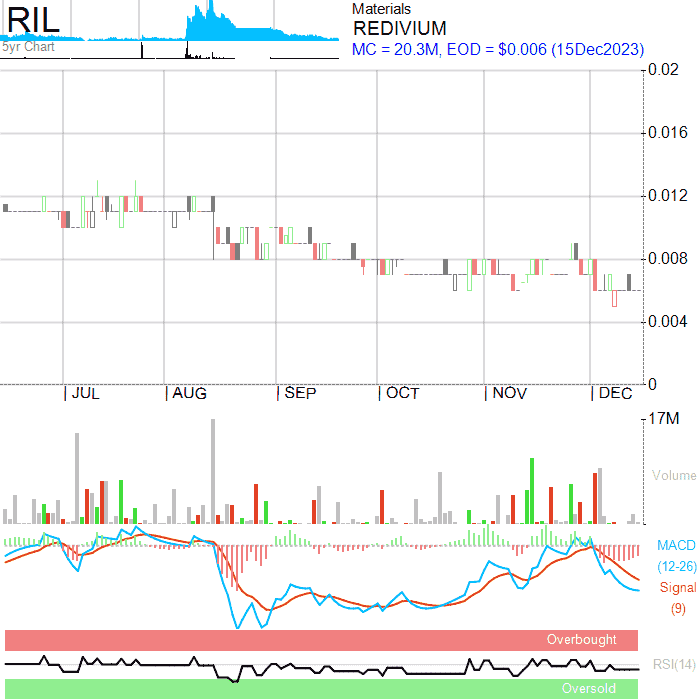 RIL
5yr Chart
Materials
REDIVIUM
MC = 20.3M, EOD = $0.006 (15Dec2023)
0.02
0.016
0.012
0.008
0.004
0
JUL AUG SEP OCT NOV DEC
17M
Volume
MACD
(12-26)
Signal
(9)
Overbought
RSI(14)
Oversold